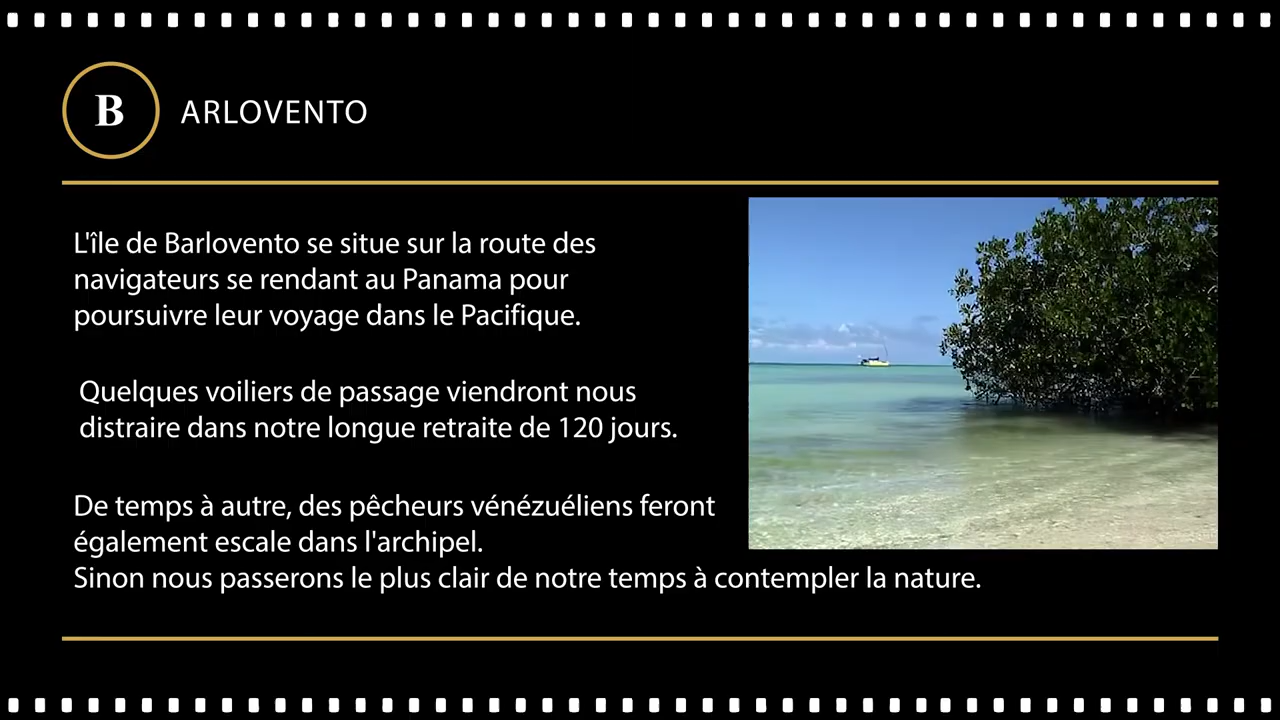 B ARLOVENTO
L'île de Barlovento se situe sur la route des
navigateurs se rendant au Panama pour
poursuivre leur voyage dans le Pacifique.
Quelques voiliers de passage viendront nous
distraire dans notre longue retraite de 120 jours.
De temps à autre, des pêcheurs vénézuéliens feront
également escale dans l'archipel.
Sinon nous passerons le plus clair de notre temps à contempler la nature.